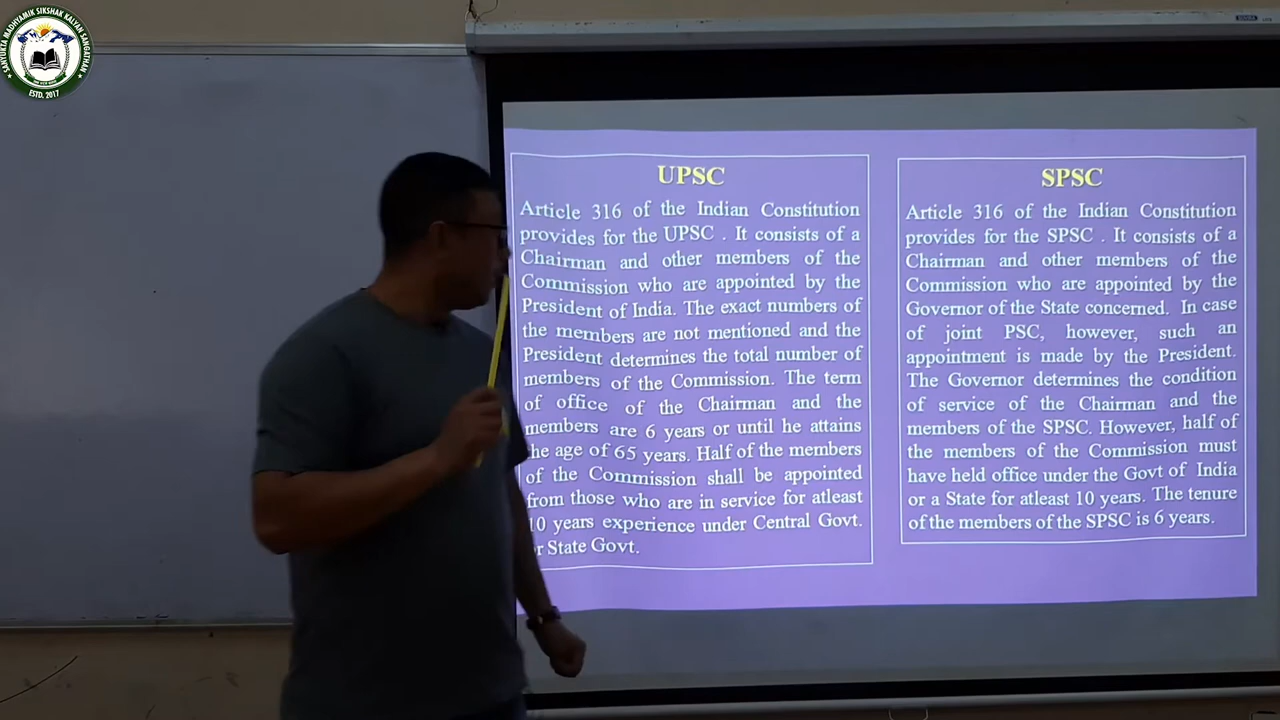 SANYUKTA MADHYAMIK SIKSHAK KALYAN SANGATHAN
ESTD. 2017
UPSC
Article 316 of the Indian Constitution
provides for the UPSC . It consists of a
Chairman and other members of the
Commission who are appointed by the
President of India. The exact numbers of
the members are not mentioned and the
President determines the total number of
members of the Commission. The term
of office of the Chairman and the
members are 6 years or until he attains
he age of 65 years. Half of the members
of the Commission shall be appointed
from those who are in service for atleast
10 years experience under Central Govt.
r State Govt.
SPSC
Article 316 of the Indian Constitution
provides for the SPSC . It consists of a
Chairman and other members of the
Commission who are appointed by the
Governor of the State concerned. In case
of joint PSC, however, such an
appointment is made by the President.
The Governor determines the condition
of service of the Chairman and the
members of the SPSC. However, half of
the members of the Commission must
have held office under the Govt of India
or a State for atleast 10 years. The tenure
of the members of the SPSC is 6 years.